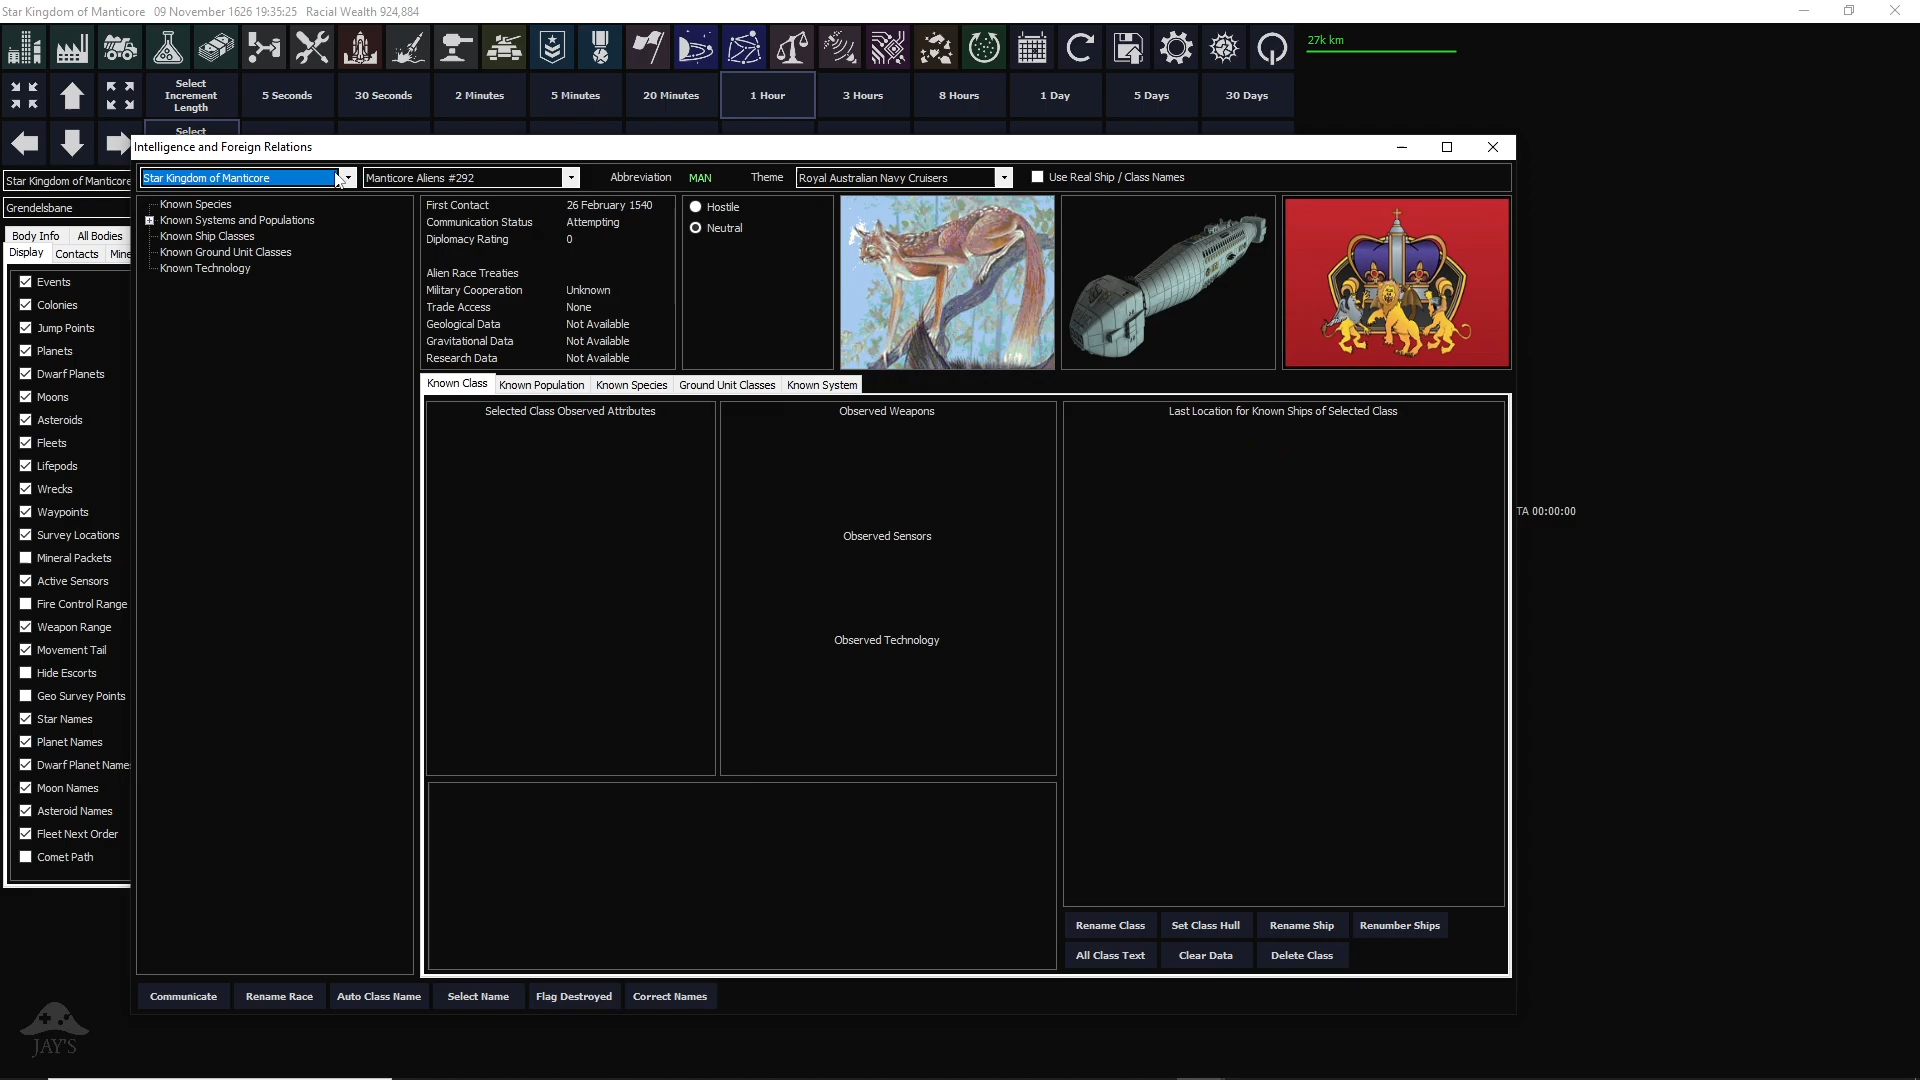 Star Kingdom of Manticore 09 November 1626 19:35:25 Racial Wealth 924,884
27k km
Select Increment Length
5 Seconds
30 Seconds
2 Minutes
5 Minutes
20 Minutes
1 Hour
3 Hours
8 Hours
1 Day
5 Days
30 Days
Select
Intelligence and Foreign Relations
Star Kingdom of Manticore
Star Kingdom of Manticore
Manticore Aliens #292
Abbreviation MAN
Theme Royal Australian Navy Cruisers
Use Real Ship / Class Names
Grendelsbane
Body Info
All Bodies
Display
Contacts
Mine
Events
Colonies
Jump Points
Planets
Dwarf Planets
Moons
Asteroids
Fleets
Lifepods
Wrecks
Waypoints
Survey Locations
Mineral Packets
Active Sensors
Fire Control Range
Weapon Range
Movement Tail
Hide Escorts
Geo Survey Points
Star Names
Planet Names
Dwarf Planet Name
Moon Names
Asteroid Names
Fleet Next Order
Comet Path
JAY'S
Known Species
Known Systems and Populations
Known Ship Classes
Known Ground Unit Classes
Known Technology
First Contact 26 February 1540
Communication Status Attempting
Diplomacy Rating 0
Alien Race Treaties
Military Cooperation Unknown
Trade Access None
Geological Data Not Available
Gravitational Data Not Available
Research Data Not Available
Hostile
Neutral
Known Class
Known Population
Known Species
Ground Unit Classes
Known System
Selected Class Observed Attributes
Observed Weapons
Last Location for Known Ships of Selected Class
Observed Sensors
Observed Technology
TA 00:00:00
Rename Class
Set Class Hull
Rename Ship
Renumber Ships
All Class Text
Clear Data
Delete Class
Communicate
Rename Race
Auto Class Name
Select Name
Flag Destroyed
Correct Names